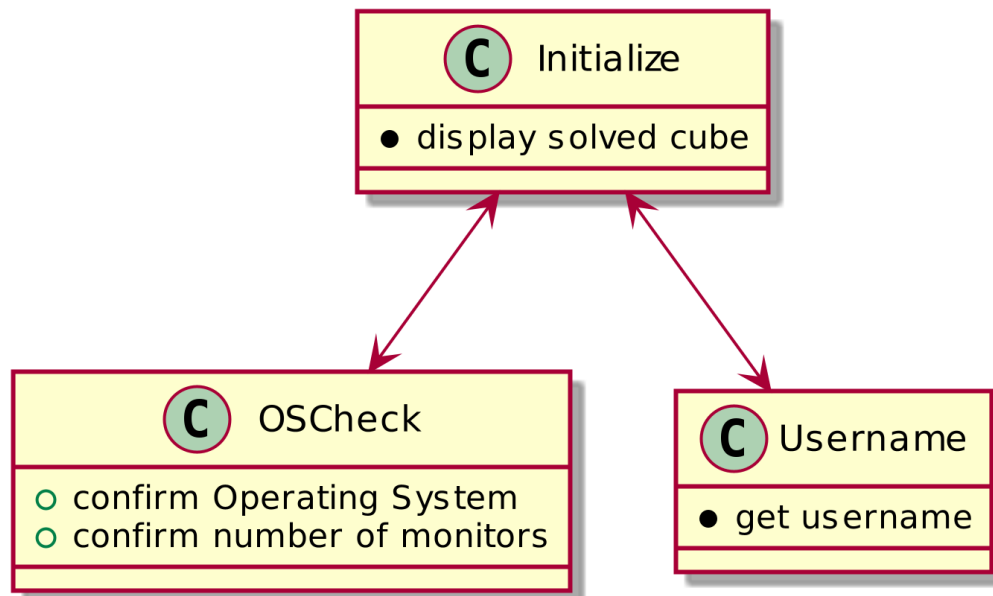 C Initialize
display solved cube
C OSCheck
confirm Operating System
confirm number of monitors
C Username
get username